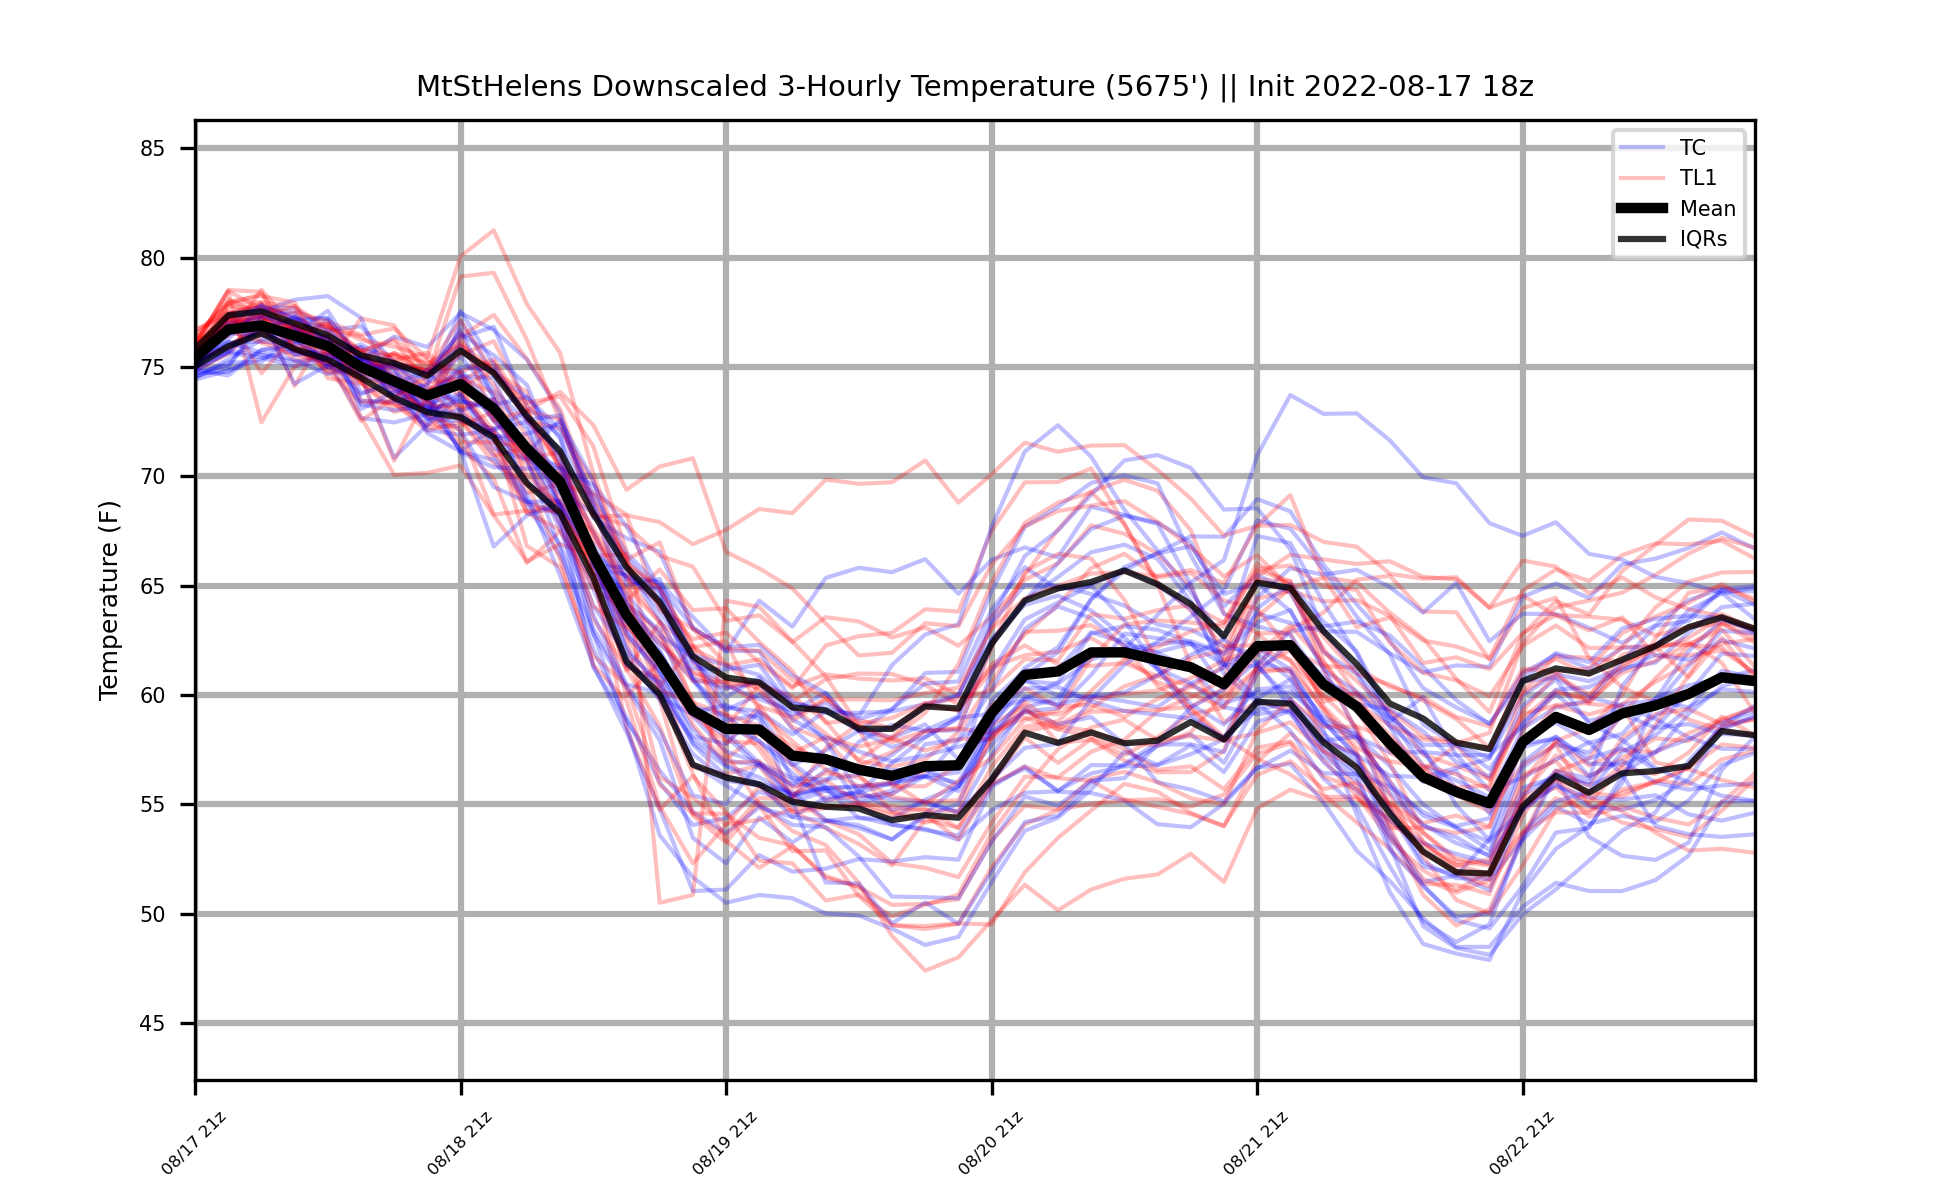 MtStHelens Downscaled 3-Hourly Temperature (5675') || Init 2022-08-17 18z
TC
TL1
Mean
IQRs
Temperature (F)
85
80
75
70
65
60
55
50
45
08/17 21z
08/18 21z
08/19 21z
08/20 21z
08/21 21z
08/22 21z